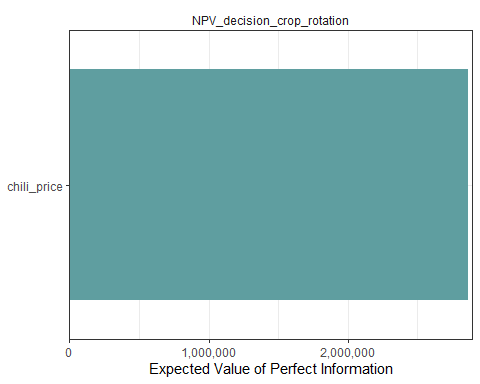 NPV_decision_crop_rotation
chili_price
0 1,000,000 2,000,000
Expected Value of Perfect Information